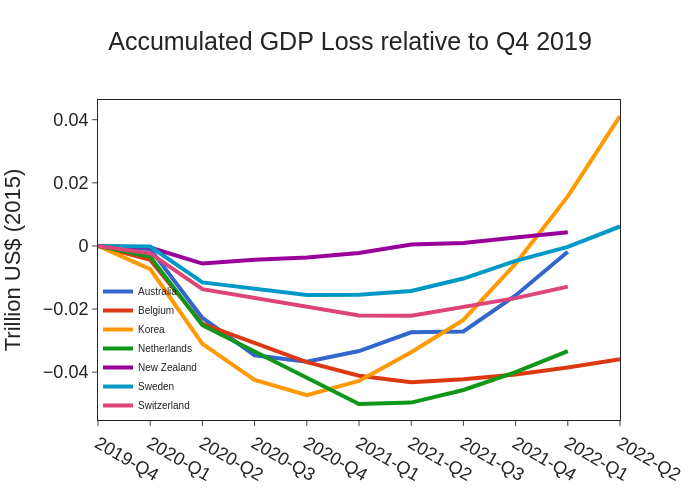 Accumulated GDP Loss relative to Q4 2019
Trillion US$ (2015)
0.04
0.02
0
−0.02
−0.04
Australia
Belgium
Korea
Netherlands
New Zealand
Sweden
Switzerland
2019-Q4
2020-Q1
2020-Q2
2020-Q3
2020-Q4
2021-Q1
2021-Q2
2021-Q3
2021-Q4
2022-Q1
2022-Q2